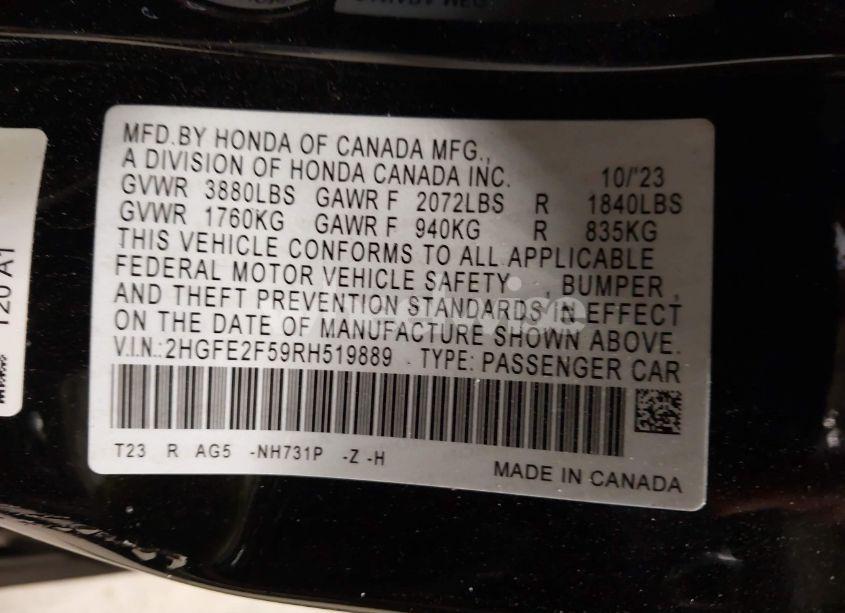 MFD.BY HONDA OF CANADA MFG.,
A DIVISION OF HONDA CANADA INC. 10/'23
GVWR 3880LBS GAWR F 2072LBS R 1840LBS
GVWR 1760KG GAWR F 940KG R 835KG
THIS VEHICLE CONFORMS TO ALL APPLICABLE
FEDERAL MOTOR VEHICLE SAFETY , BUMPER ,
AND THEFT PREVENTION STANDARDS IN EFFECT
ON THE DATE OF MANUFACTURE SHOWN ABOVE.
V.I.N.: 2HGFE2F59RH519889 TYPE: PASSENGER CAR
T23 R AG5 -NH731P -Z -H
MADE IN CANADA
120 A1